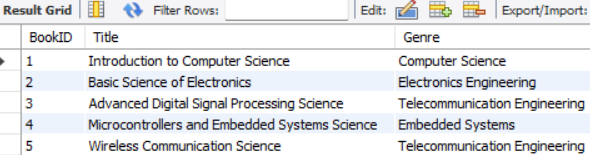 Result Grid Filter Rows: Edit: Export/Import:
BookID Title Genre
1 Introduction to Computer Science Computer Science
2 Basic Science of Electronics Electronics Engineering
3 Advanced Digital Signal Processing Science Telecommunication Engineering
4 Microcontrollers and Embedded Systems Science Embedded Systems
5 Wireless Communication Science Telecommunication Engineering